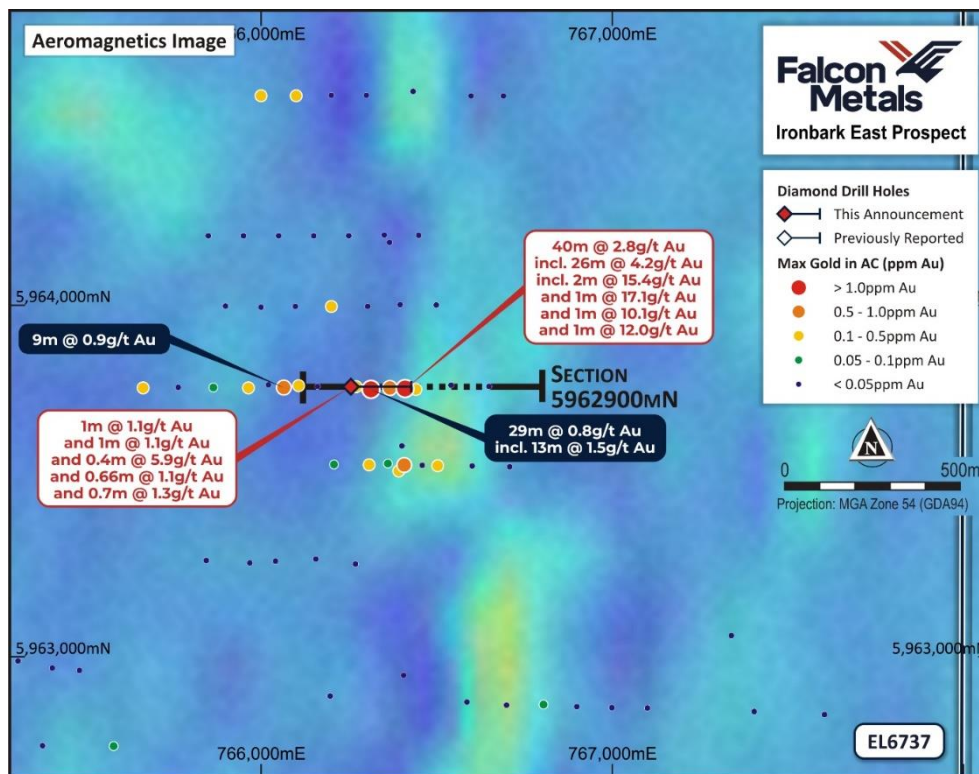 Aeromagnetics Image
66,000mE
767,000mE
Falcon
Metals
Ironbark East Prospect
Diamond Drill Holes
This Announcement
Previously Reported
Max Gold in AC (ppm Au)
> 1.0ppm Au
0.5 - 1.0ppm Au
0.1 - 0.5ppm Au
0.05 - 0.1ppm Au
< 0.05ppm Au
N
0
500m
Projection: MGA Zone 54 (GDA94)
40m @ 2.8g/t Au
incl. 26m @ 4.2g/t Au
incl. 2m @ 15.4g/t Au
and 1m @ 17.1g/t Au
and 1m @ 10.1g/t Au
and 1m @ 12.0g/t Au
5,964,000mN
9m @ 0.9g/t Au
SECTION
5962900MN
29m @ 0.8g/t Au
incl. 13m @ 1.5g/t Au
1m @ 1.1g/t Au
and 1m @ 1.1g/t Au
and 0.4m @ 5.9g/t Au
and 0.66m @ 1.1g/t Au
and 0.7m @ 1.3g/t Au
5,963,000mN
5,963,000mN
766,000mE
767,000mE
EL6737